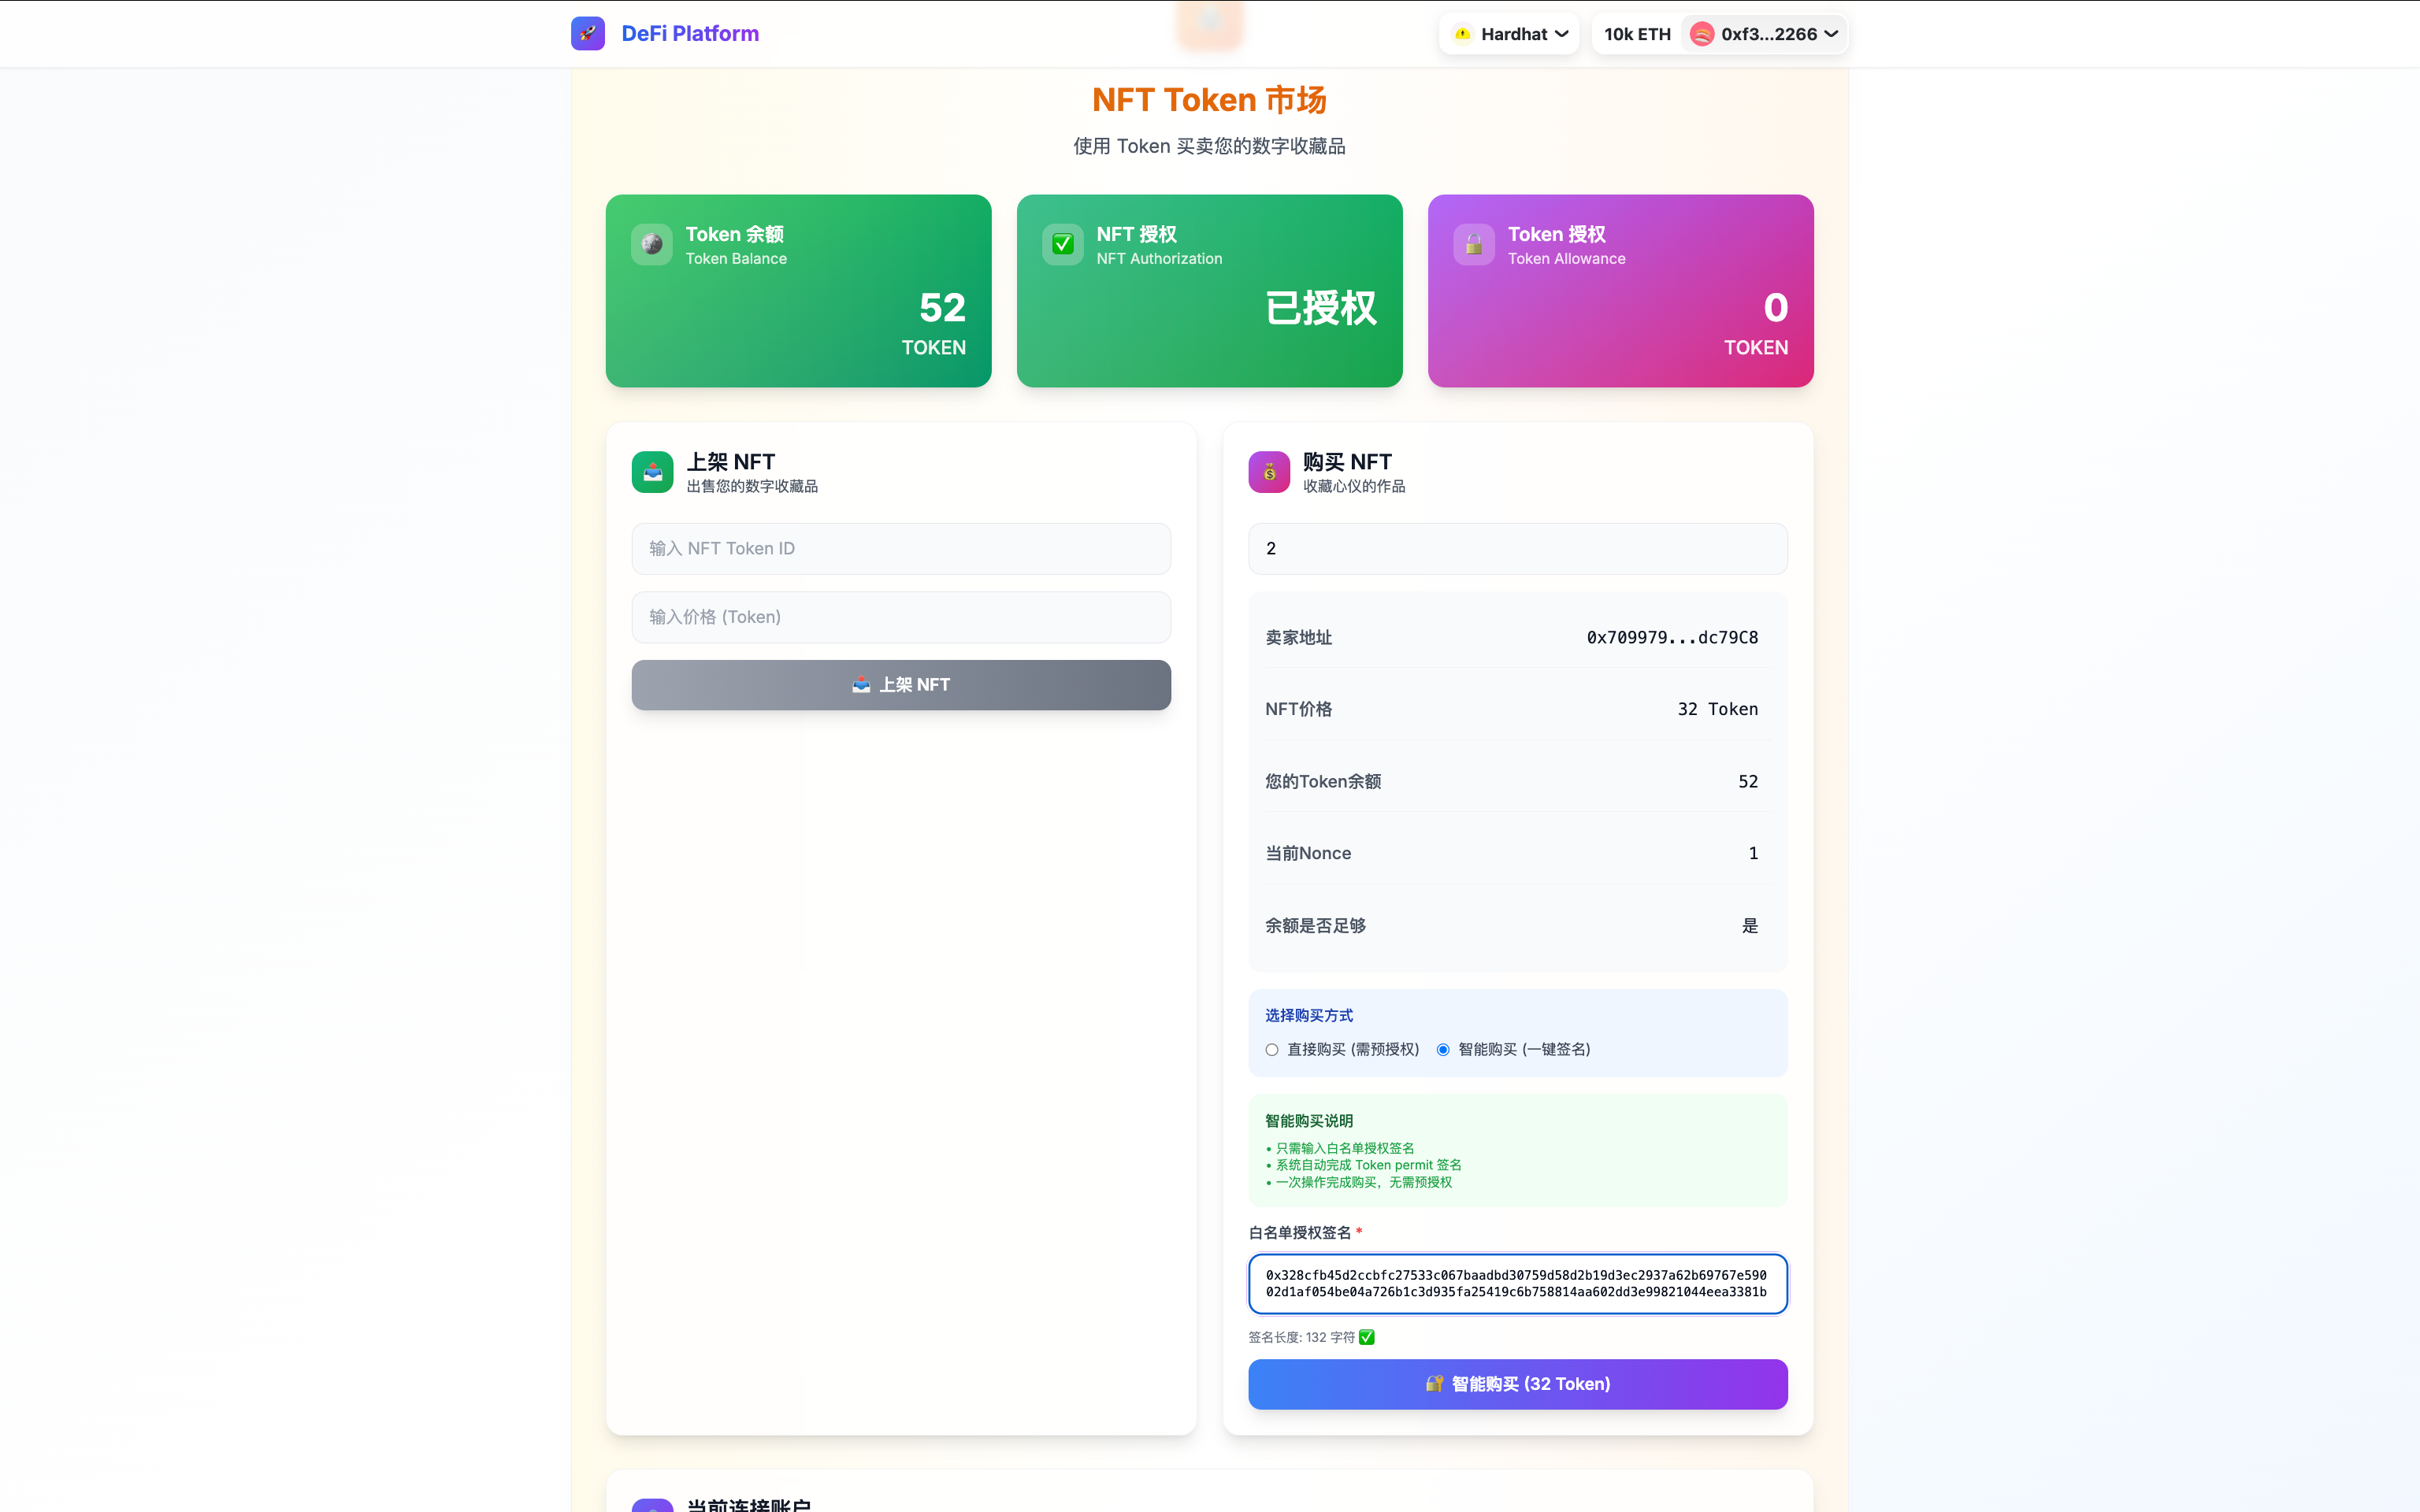 DeFi Platform
Hardhat
10k ETH
0xf3...2266
NFT Token 市场
使用 Token 买卖您的数字收藏品
Token 余额
Token Balance
52
TOKEN
NFT 授权
NFT Authorization
已授权
Token 授权
Token Allowance
0
TOKEN
上架 NFT
出售您的数字收藏品
输入 NFT Token ID
输入价格 (Token)
上架 NFT
购买 NFT
收藏心仪的作品
2
卖家地址 0x709979...dc79C8
NFT价格 32 Token
您的Token余额 52
当前Nonce 1
余额是否足够 是
选择购买方式
直接购买 (需预授权) 智能购买 (一键签名)
智能购买说明
• 只需输入白名单授权签名
• 系统自动完成 Token permit 签名
• 一次操作完成购买，无需预授权
白名单授权签名 *
0x328cfb45d2ccbfc27533c067baadbd30759d58d2b19d3ec2937a62b69767e590
02d1af054be04a726b1c3d935fa25419c6b758814aa602dd3e99821044eea3381b
签名长度: 132 字符
智能购买 (32 Token)
当前连接账户